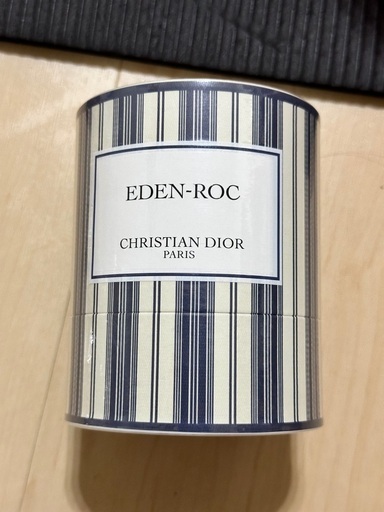 EDEN-ROC
CHRISTIAN DIOR
PARIS